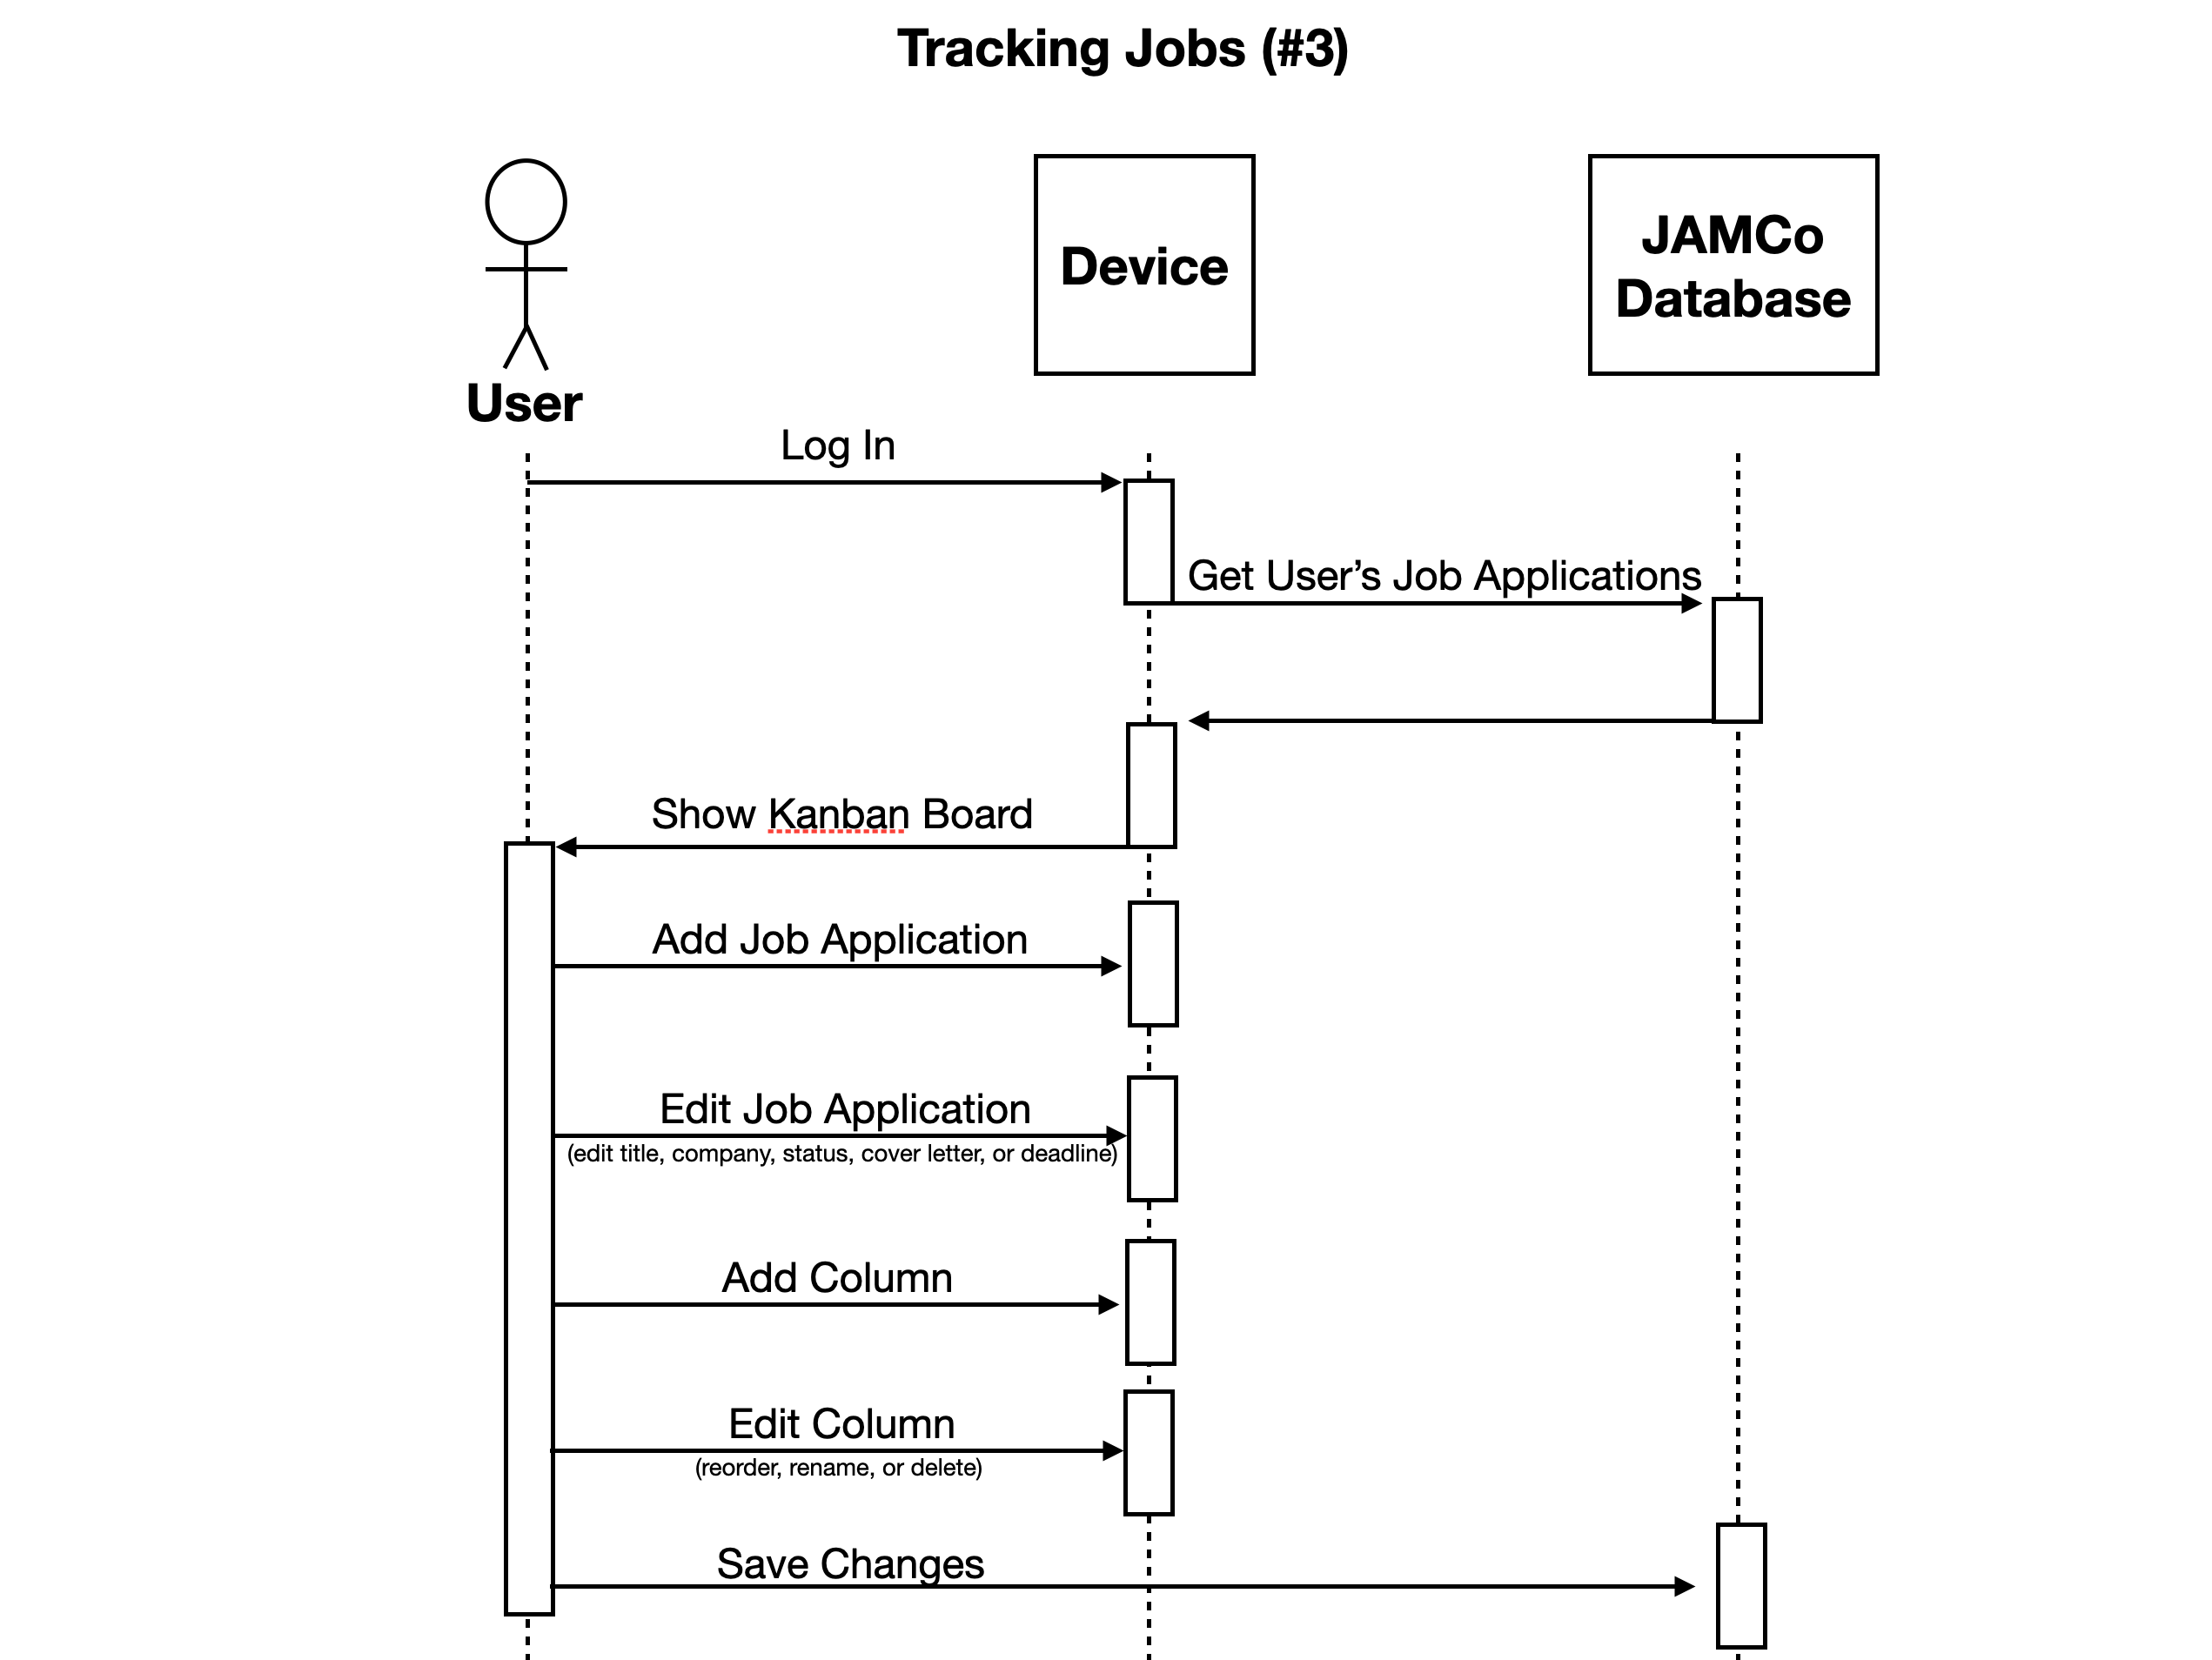 Tracking Jobs (#3)
User
Device
JAMCo
Database
Log In
Get User’s Job Applications
Show Kanban Board
Add Job Application
Edit Job Application
(edit title, company, status, cover letter, or deadline)
Add Column
Edit Column
(reorder, rename, or delete)
Save Changes